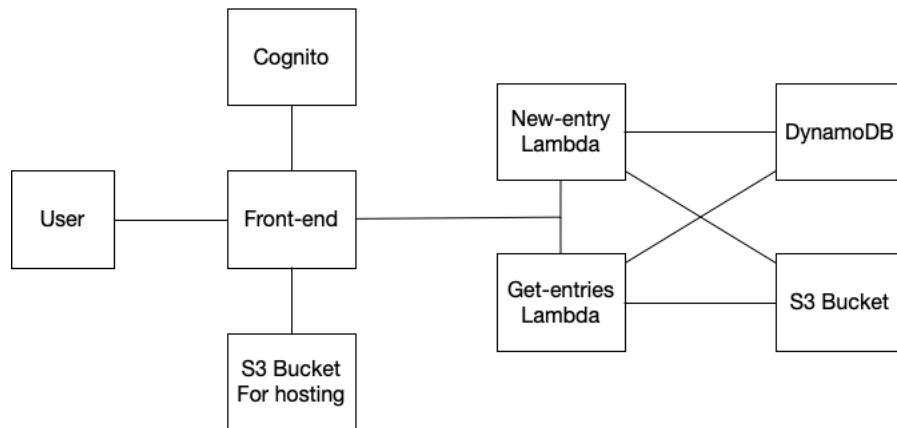 Cognito
New-entry
Lambda
DynamoDB
User
Front-end
Get-entries
Lambda
S3 Bucket
S3 Bucket
For hosting